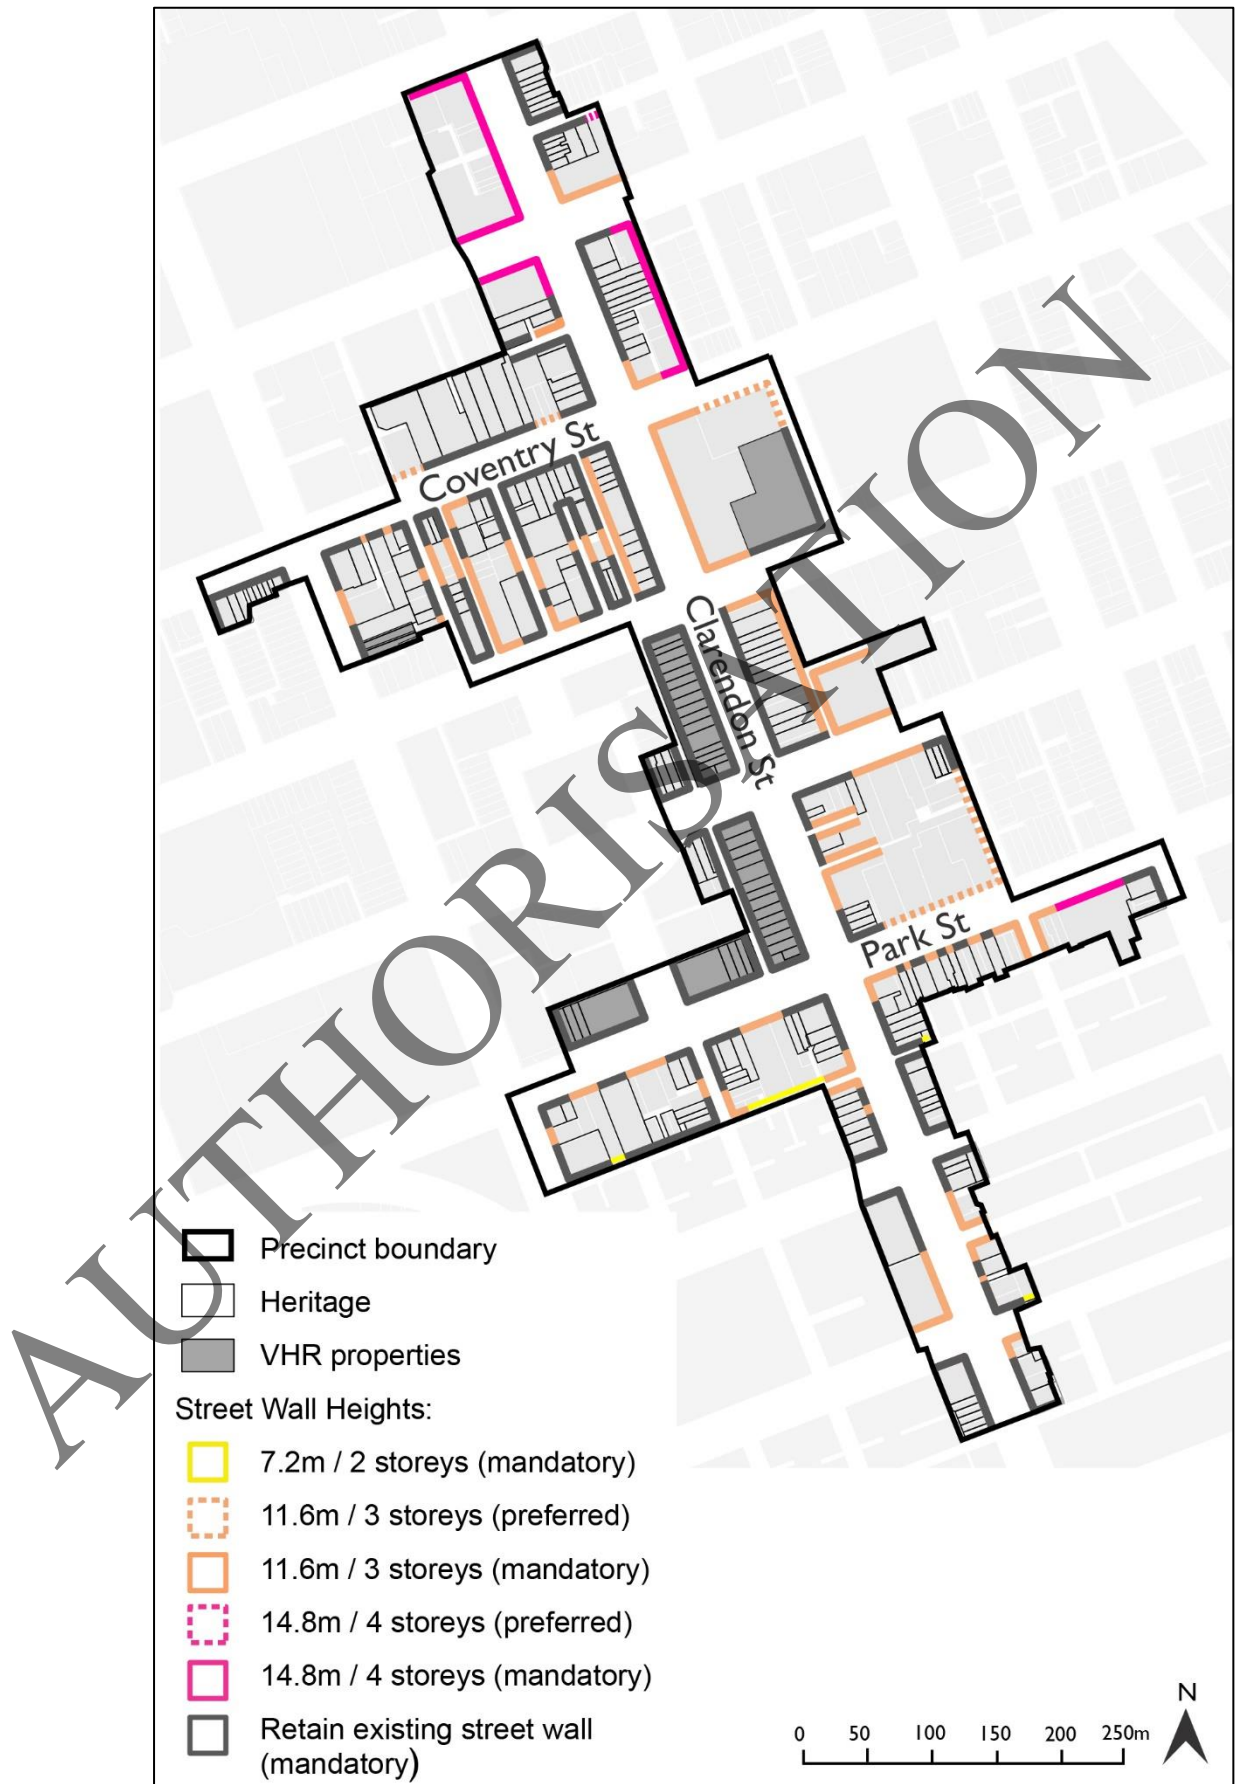 Coventry St
Clarendon St
Park St
AUTHORISATION
Precinct boundary
Heritage
VHR properties
Street Wall Heights:
7.2m / 2 storeys (mandatory)
11.6m / 3 storeys (preferred)
11.6m / 3 storeys (mandatory)
14.8m / 4 storeys (preferred)
14.8m / 4 storeys (mandatory)
Retain existing street wall
(mandatory)
N
0 50 100 150 200 250m